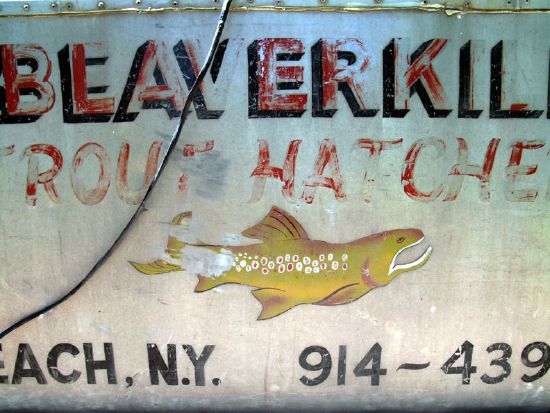 BEAVERKIL
TROUT HATCHE
EACH, N.Y. 914~439